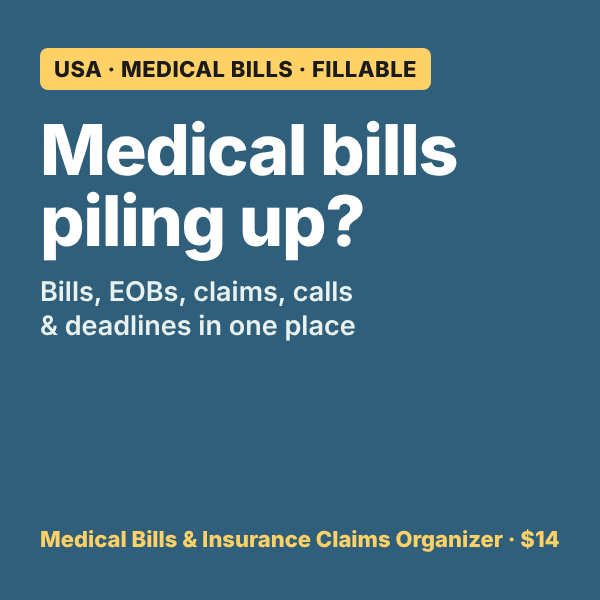 USA · MEDICAL BILLS · FILLABLE
Medical bills
piling up?
Bills, EOBs, claims, calls
& deadlines in one place
Medical Bills & Insurance Claims Organizer · $14